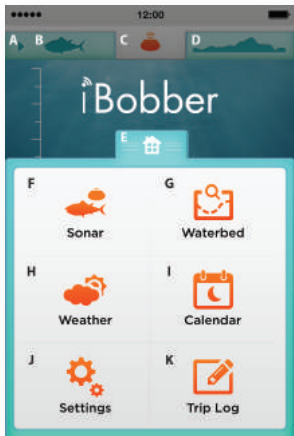 12:00
A B C D
iBobber
E
F G
Sonar Waterbed
H I
Weather Calendar
J K
Settings Trip Log